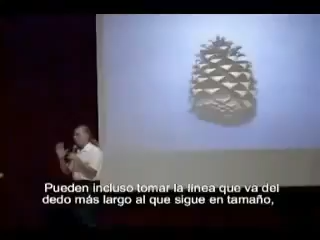 Pueden incluso tomar la línea que va del
dedo más largo al que sigue en tamaño,